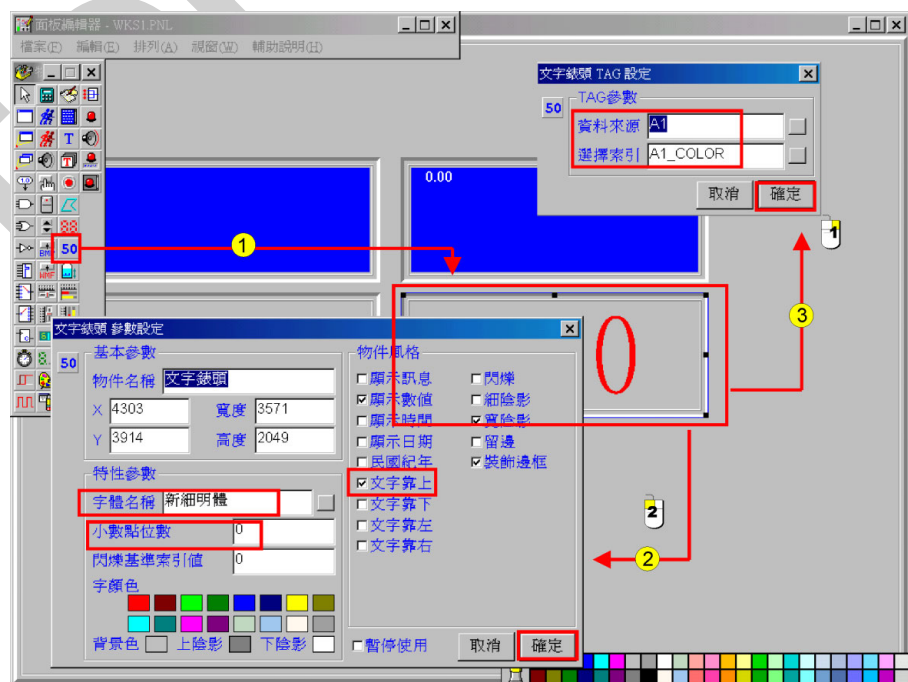 面板編輯器 - WKS1.PNL
檔案(F) 編輯(E) 排列(A) 視窗(W) 輔助說明(H)
文字錶頭 TAG 設定
50
TAG參數
資料來源 A1
選擇索引 A1_COLOR
取消 確定
1
0.00
T
T
1.0
88
BMP 50
WMF
1
3
0
文字錶頭 參數設定
50
基本參數
物件名稱 文字錶頭
X 4303 寬度 3571
Y 3914 高度 2049
特性參數
字體名稱 新細明體
小數點位數 0
閃爍基準索引值 0
字顏色
背景色 上陰影 下陰影
物件風格
顯示訊息 閃爍
顯示數值 細陰影
顯示時間 寬陰影
顯示日期 留邊
民國紀年 裝飾邊框
文字靠上
文字靠下
文字靠左
文字靠右
暫停使用 取消 確定
2
2